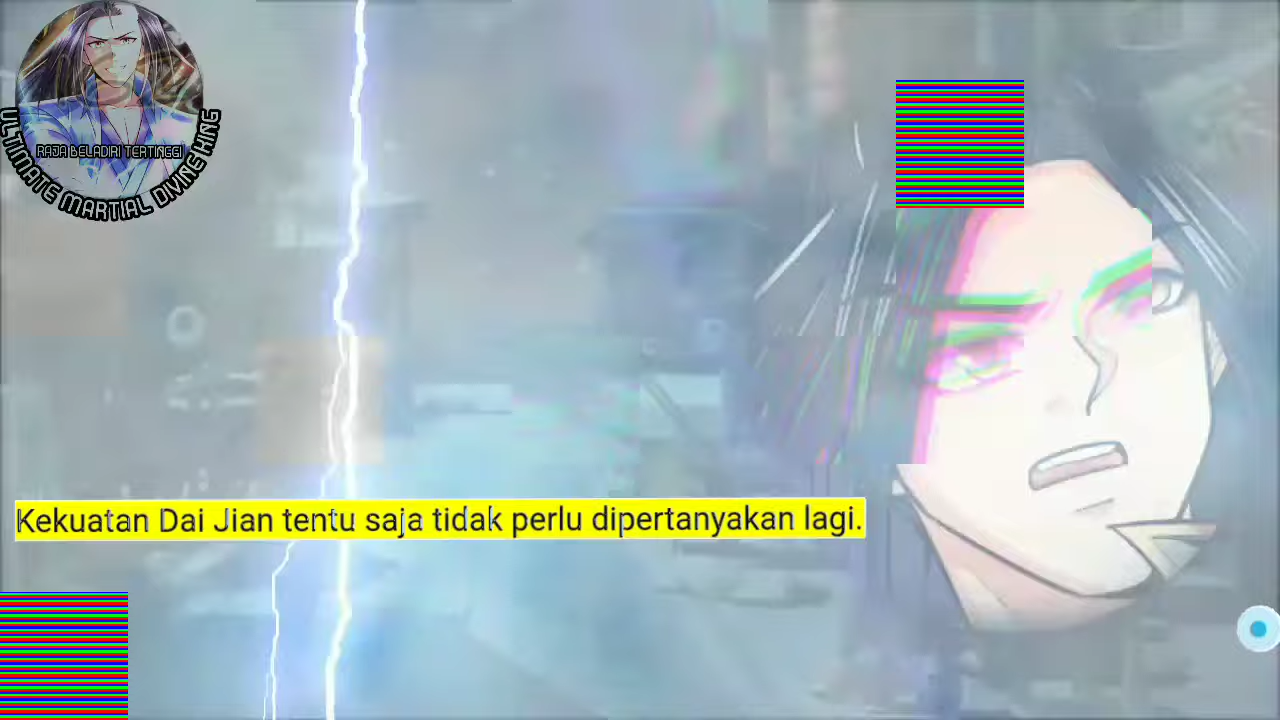 RAJA BELADIRI TERTINGGI
ULTIMATE MARTIAL DIVINE KING
Kekuatan Dai Jian tentu saja tidak perlu dipertanyakan lagi.